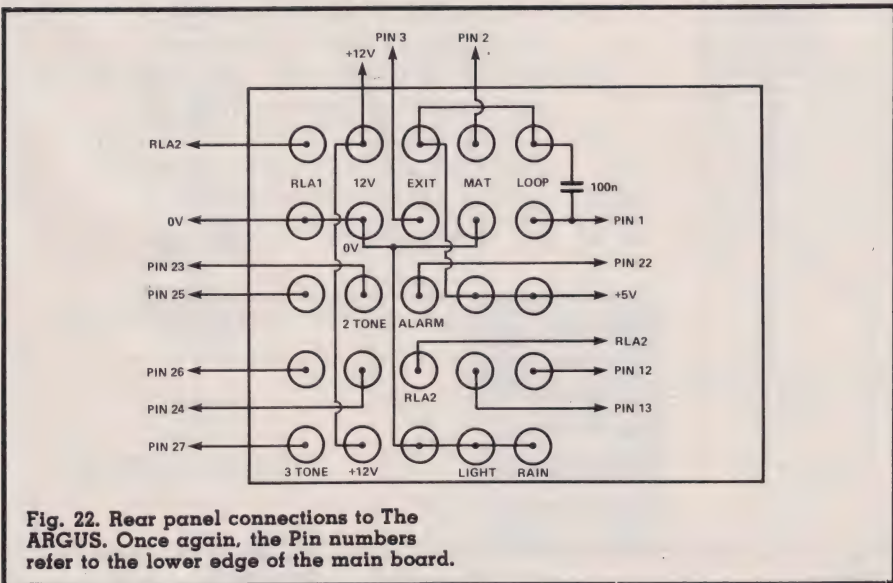 PIN 3 PIN 2
+12V
RLA2
RLA1 12V EXIT MAT LOOP 100n
0V PIN 1
0V
PIN 23 PIN 22
PIN 25 +5V
2 TONE ALARM
RLA2
PIN 26 PIN 12
RLA2
PIN 24 PIN 13
PIN 27
3 TONE +12V LIGHT RAIN
Fig. 22. Rear panel connections to The
ARGUS. Once again, the Pin numbers
refer to the lower edge of the main board.